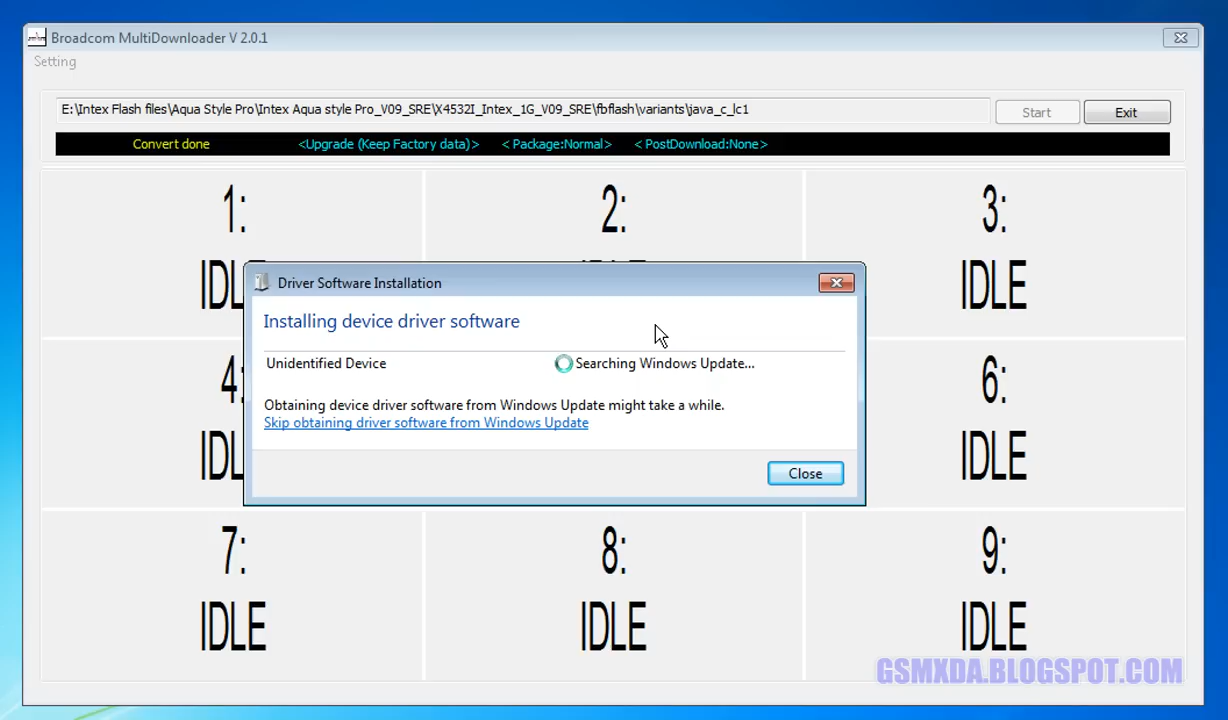 Broadcom MultiDownloader V 2.0.1
Setting
E:\Intex Flash files\Aqua Style Pro\Intex Aqua style Pro_V09_SRE\X4532I_Intex_1G_V09_SRE\fbflash\variants\java_c_lc1
Start
Exit
Convert done <Upgrade (Keep Factory data)> < Package:Normal> < PostDownload:None>
1:
2:
3:
IDL
IDLE
Driver Software Installation
Installing device driver software
Unidentified Device
Searching Windows Update...
Obtaining device driver software from Windows Update might take a while.
Skip obtaining driver software from Windows Update
Close
4:
6:
IDL
IDLE
7:
8:
9:
IDLE
IDLE
IDLE
GSMXDA.BLOGSPOT.COM